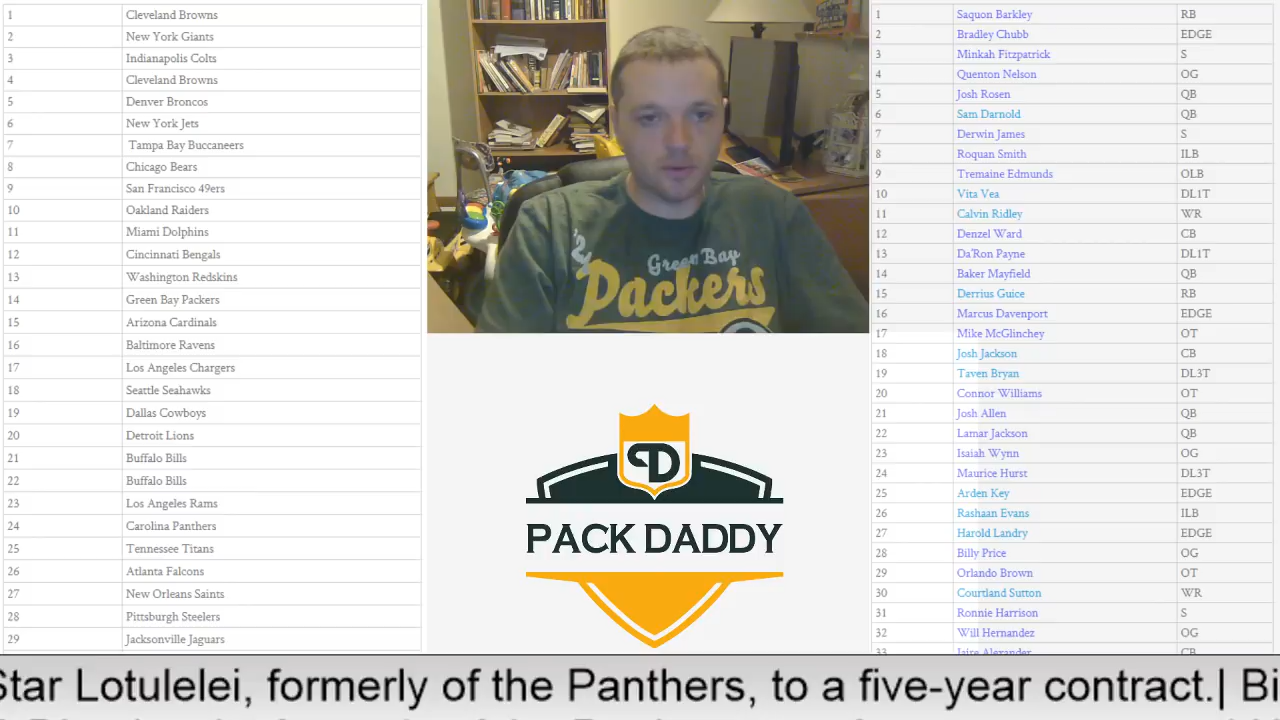 1 Cleveland Browns
2 New York Giants
3 Indianapolis Colts
4 Cleveland Browns
5 Denver Broncos
6 New York Jets
7 Tampa Bay Buccaneers
8 Chicago Bears
9 San Francisco 49ers
10 Oakland Raiders
11 Miami Dolphins
12 Cincinnati Bengals
13 Washington Redskins
14 Green Bay Packers
15 Arizona Cardinals
16 Baltimore Ravens
17 Los Angeles Chargers
18 Seattle Seahawks
19 Dallas Cowboys
20 Detroit Lions
21 Buffalo Bills
22 Buffalo Bills
23 Los Angeles Rams
24 Carolina Panthers
25 Tennessee Titans
26 Atlanta Falcons
27 New Orleans Saints
28 Pittsburgh Steelers
29 Jacksonville Jaguars
Green Bay
Packers
PD
PACK DADDY
1 Saquon Barkley RB
2 Bradley Chubb EDGE
3 Minkah Fitzpatrick S
4 Quenton Nelson OG
5 Josh Rosen QB
6 Sam Darnold QB
7 Derwin James S
8 Roquan Smith ILB
9 Tremaine Edmunds OLB
10 Vita Vea DL1T
11 Calvin Ridley WR
12 Denzel Ward CB
13 Da'Ron Payne DL1T
14 Baker Mayfield QB
15 Derrius Guice RB
16 Marcus Davenport EDGE
17 Mike McGlinchey OT
18 Josh Jackson CB
19 Taven Bryan DL3T
20 Connor Williams OT
21 Josh Allen QB
22 Lamar Jackson QB
23 Isaiah Wynn OG
24 Maurice Hurst DL3T
25 Arden Key EDGE
26 Rashaan Evans ILB
27 Harold Landry EDGE
28 Billy Price OG
29 Orlando Brown OT
30 Courtland Sutton WR
31 Ronnie Harrison S
32 Will Hernandez OG
33 Jaire Alexander CB
Star Lotulelei, formerly of the Panthers, to a five-year contract.| Bi